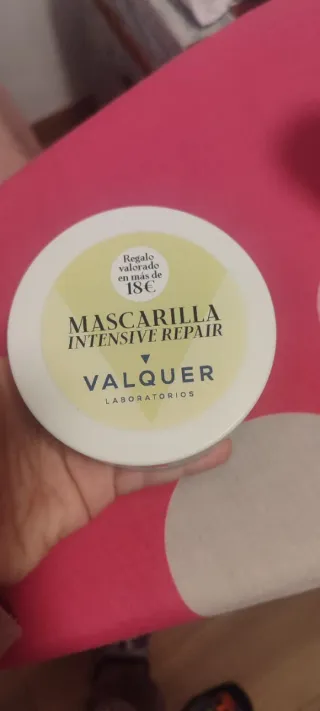 Regalo
valorado
en más de
18€
MASCARILLA
INTENSIVE REPAIR
VALQUER
LABORATORIOS